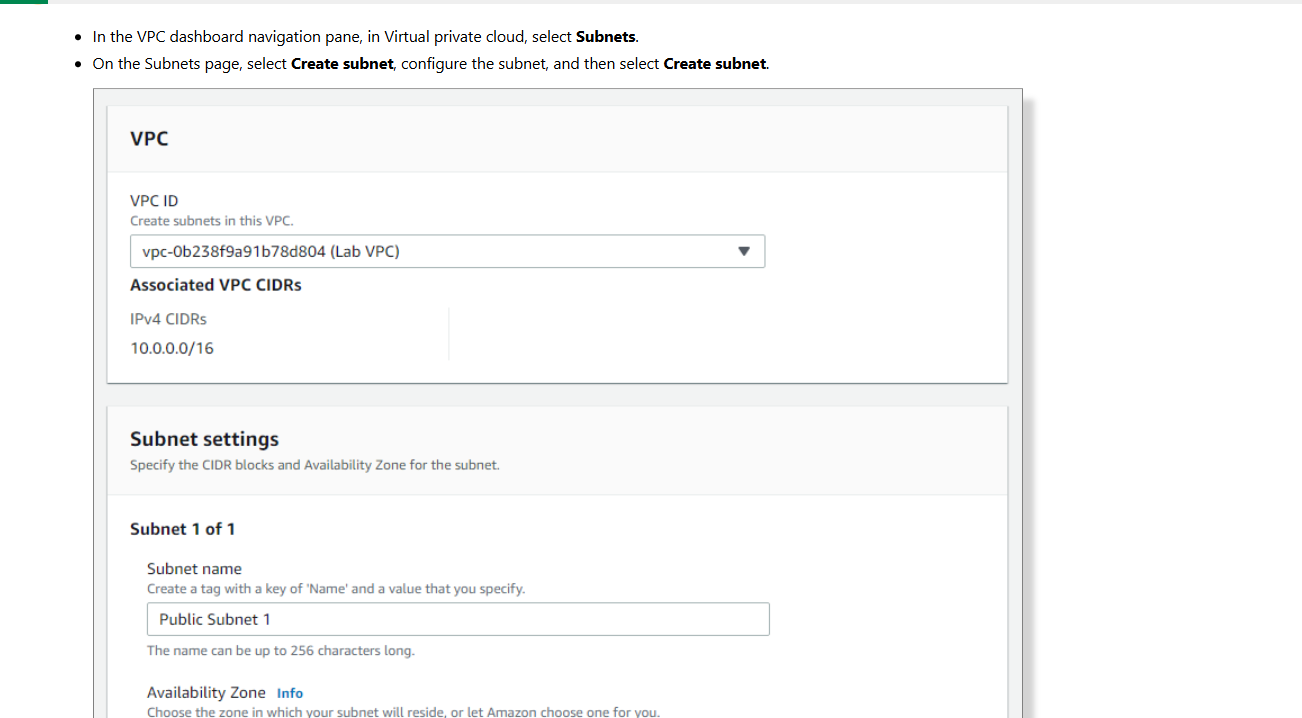 In the VPC dashboard navigation pane, in Virtual private cloud, select Subnets.
On the Subnets page, select Create subnet, configure the subnet, and then select Create subnet.
VPC
VPC ID
Create subnets in this VPC.
vpc-0b238f9a91b78d804 (Lab VPC)
Associated VPC CIDRs
IPv4 CIDRs
10.0.0.0/16
Subnet settings
Specify the CIDR blocks and Availability Zone for the subnet.
Subnet 1 of 1
Subnet name
Create a tag with a key of 'Name' and a value that you specify.
Public Subnet 1
The name can be up to 256 characters long.
Availability Zone Info
Choose the zone in which your subnet will reside, or let Amazon choose one for you.